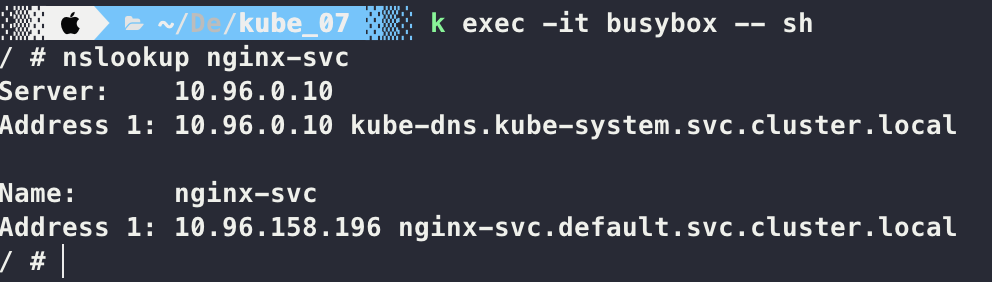 ~/De/kube_07 k exec -it busybox -- sh
/ # nslookup nginx-svc
Server:    10.96.0.10
Address 1: 10.96.0.10 kube-dns.kube-system.svc.cluster.local
Name:      nginx-svc
Address 1: 10.96.158.196 nginx-svc.default.svc.cluster.local
/ #